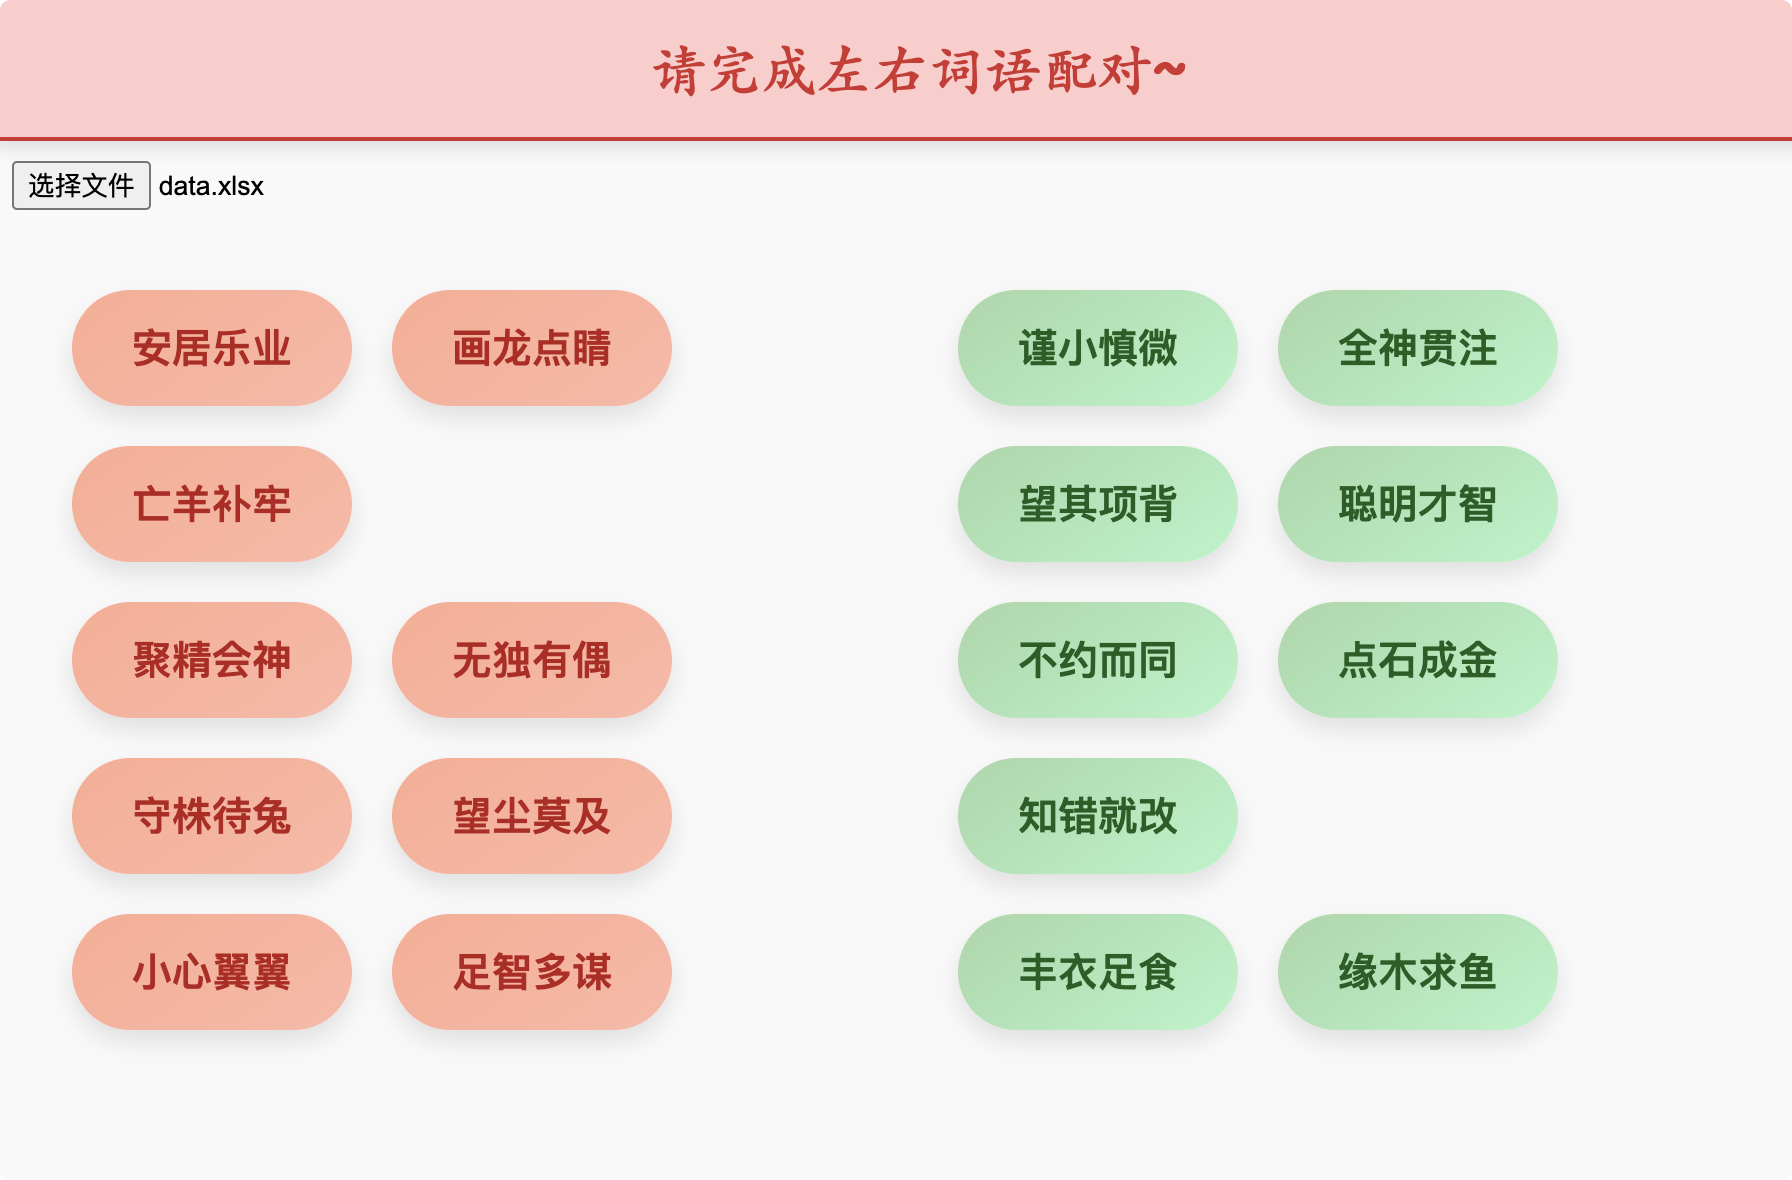 请完成左右词语配对~
选择文件 data.xlsx
安居乐业 画龙点睛 谨小慎微 全神贯注
亡羊补牢 望其项背 聪明才智
聚精会神 无独有偶 不约而同 点石成金
守株待兔 望尘莫及 知错就改
小心翼翼 足智多谋 丰衣足食 缘木求鱼